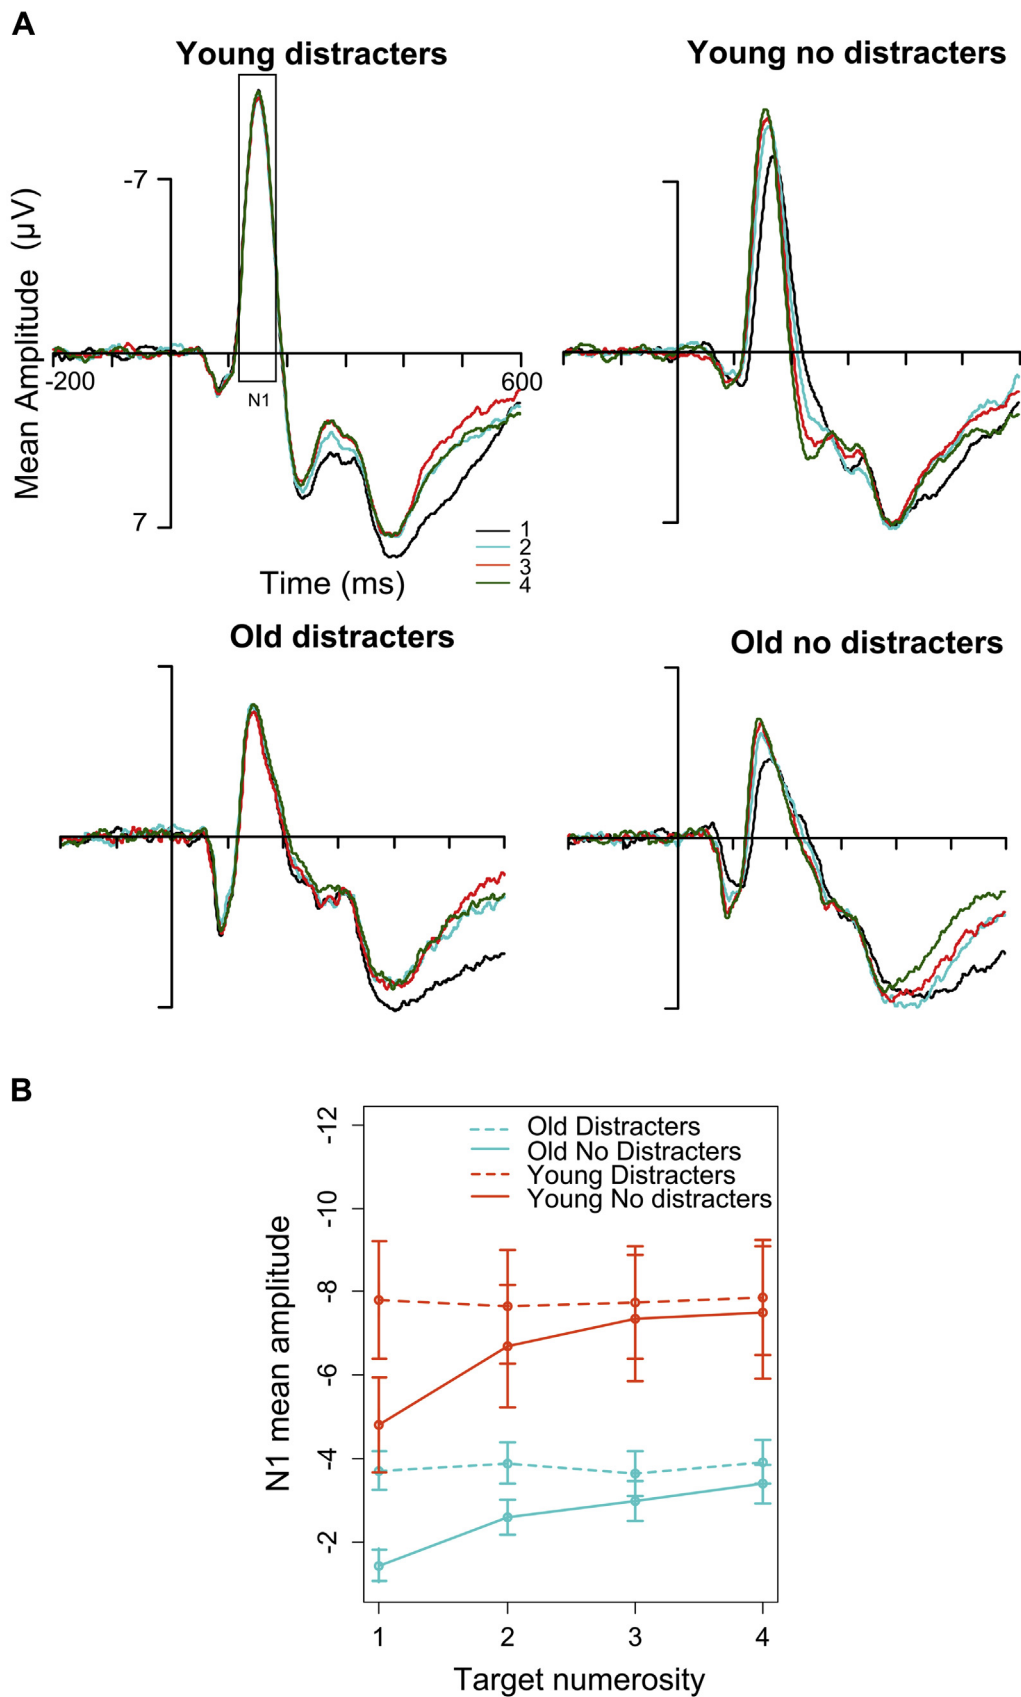 A
Young distracters
Young no distracters
-7
Mean Amplitude (µV)
-200
600
N1
7
1
2
3
4
Time (ms)
Old distracters
Old no distracters
B
Old Distracters
Old No Distracters
Young Distracters
Young No distracters
-12
-10
-8
-6
-4
-2
N1 mean amplitude
1 2 3 4
Target numerosity